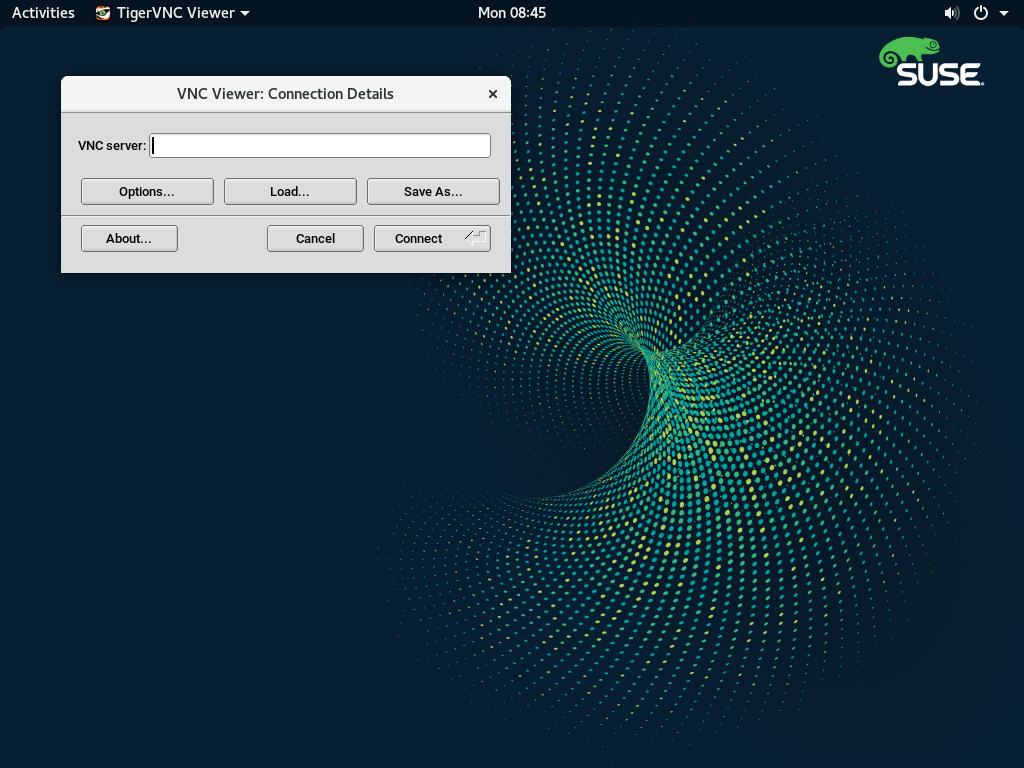 Activities TigerVNC Viewer Mon 08:45
SUSE
VNC Viewer: Connection Details
VNC server:
Options... Load... Save As...
About... Cancel Connect